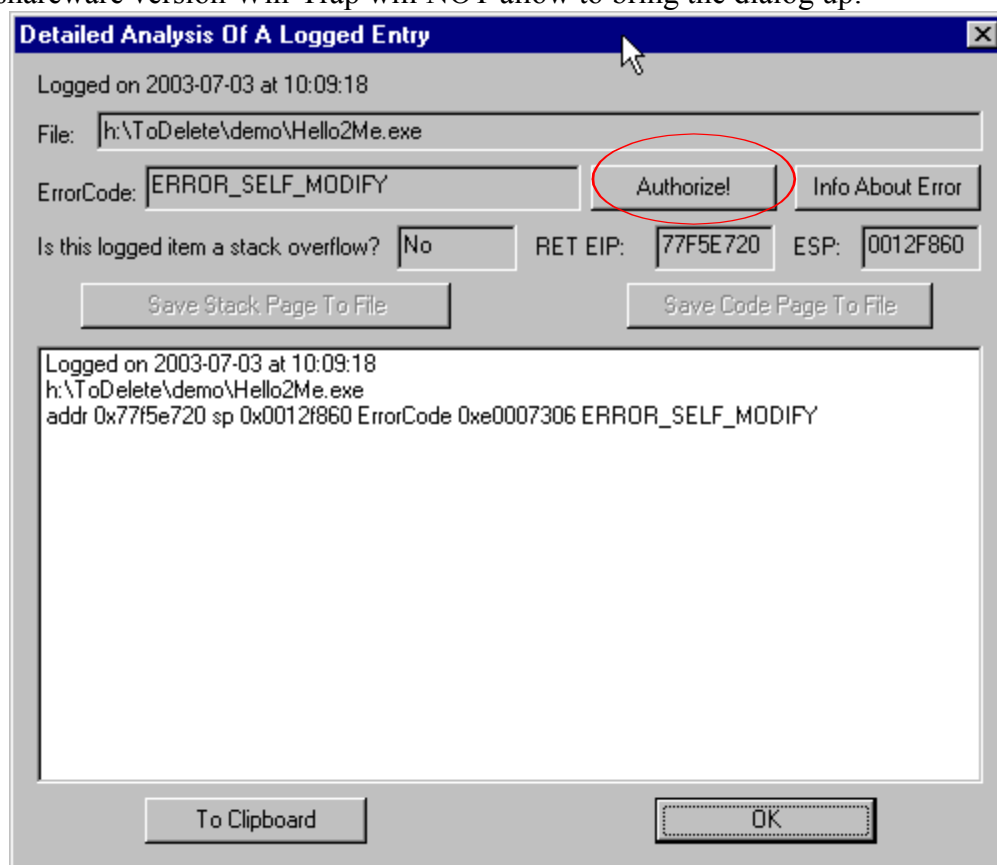 shareware version Win-Trap will NOT allow to bring the dialog up.
Detailed Analysis Of A Logged Entry
Logged on 2003-07-03 at 10:09:18
File: h:\ToDelete\demo\Hello2Me.exe
ErrorCode: ERROR_SELF_MODIFY Authorize! Info About Error
Is this logged item a stack overflow? No RET EIP: 77F5E720 ESP: 0012F860
Save Stack Page To File Save Code Page To File
Logged on 2003-07-03 at 10:09:18
h:\ToDelete\demo\Hello2Me.exe
addr 0x77f5e720 sp 0x0012f860 ErrorCode 0xe0007306 ERROR_SELF_MODIFY
To Clipboard OK